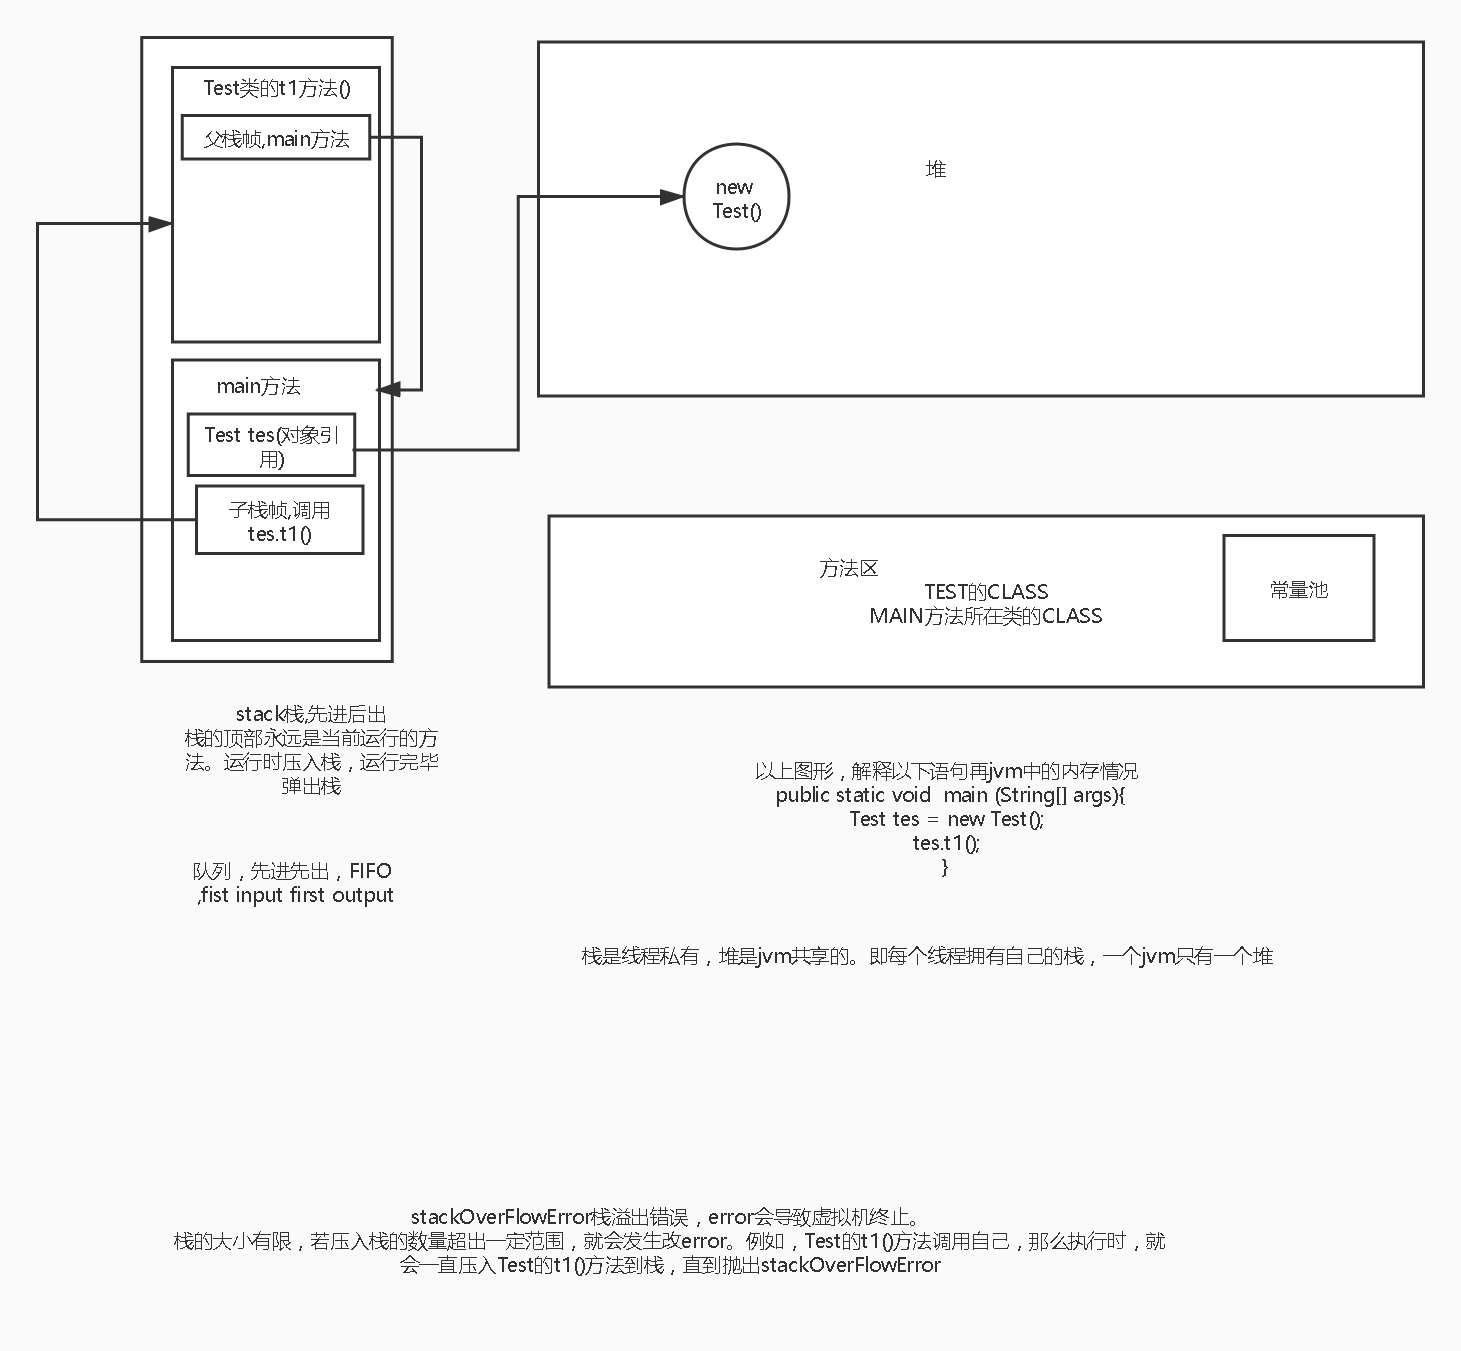 Test类的t1方法()
父栈帧,main方法
main方法
Test tes(对象引
用)
子栈帧,调用
tes.t1()
stack栈,先进后出
栈的顶部永远是当前运行的方
法。运行时压入栈，运行完毕
弹出栈
队列，先进先出，FIFO
,fist input first output
堆
new
Test()
方法区
TEST的CLASS
MAIN方法所在类的CLASS
常量池
以上图形，解释以下语句再jvm中的内存情况
public static void  main (String[] args){
Test tes = new Test();
tes.t1();
}
栈是线程私有，堆是jvm共享的。即每个线程拥有自己的栈，一个jvm只有一个堆
stackOverFlowError栈溢出错误，error会导致虚拟机终止。
栈的大小有限，若压入栈的数量超出一定范围，就会发生改error。例如，Test的t1()方法调用自己，那么执行时，就
会一直压入Test的t1()方法到栈，直到抛出stackOverFlowError